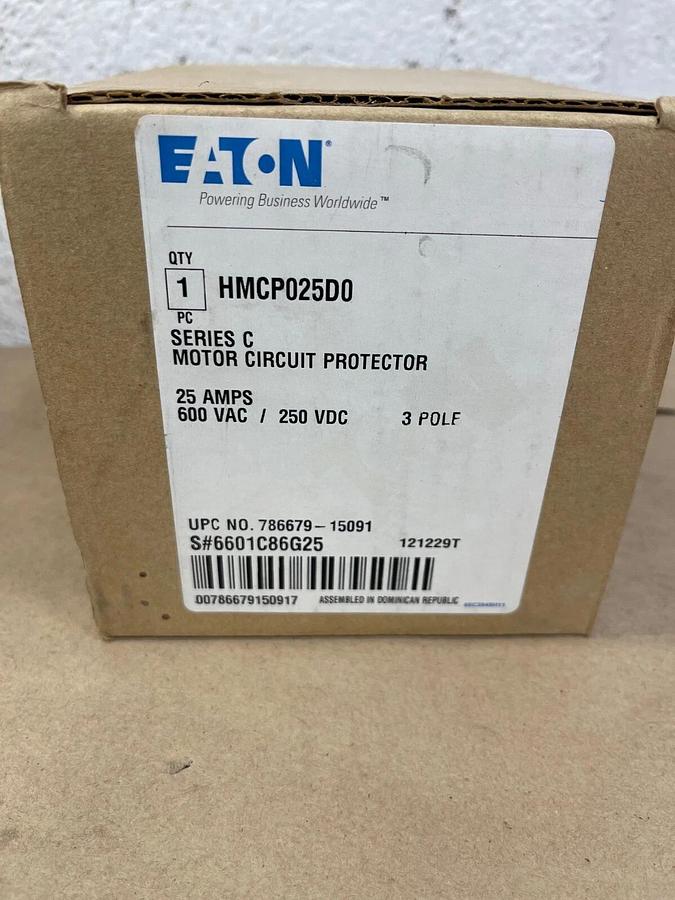 EATON®
Powering Business Worldwide™
QTY
1 HMCP025D0
PC
SERIES C
MOTOR CIRCUIT PROTECTOR
25 AMPS
600 VAC / 250 VDC 3 POLE
UPC NO. 786679-15091
S#6601C86G25 121229T
00786679150917 ASSEMBLED IN DOMINICAN REPUBLIC